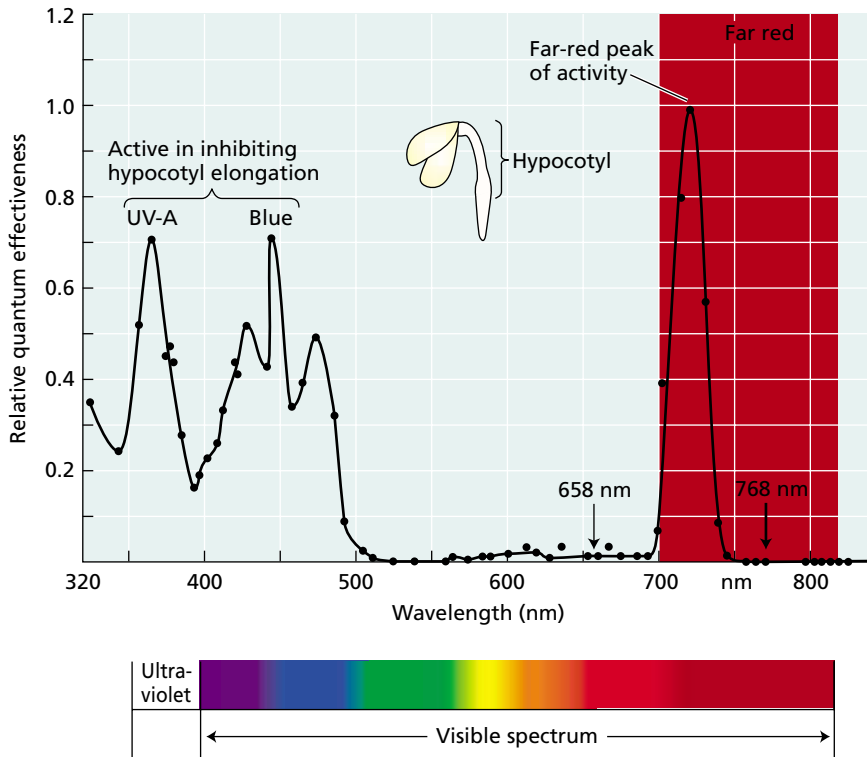 1.2
1.0
0.8
0.6
0.4
0.2
Relative quantum effectiveness
Far red
Far-red peak
of activity
Active in inhibiting
hypocotyl elongation
UV-A
Blue
Hypocotyl
658 nm
768 nm
320
400
500
600
700
nm
800
Wavelength (nm)
Ultra-
violet
Visible spectrum